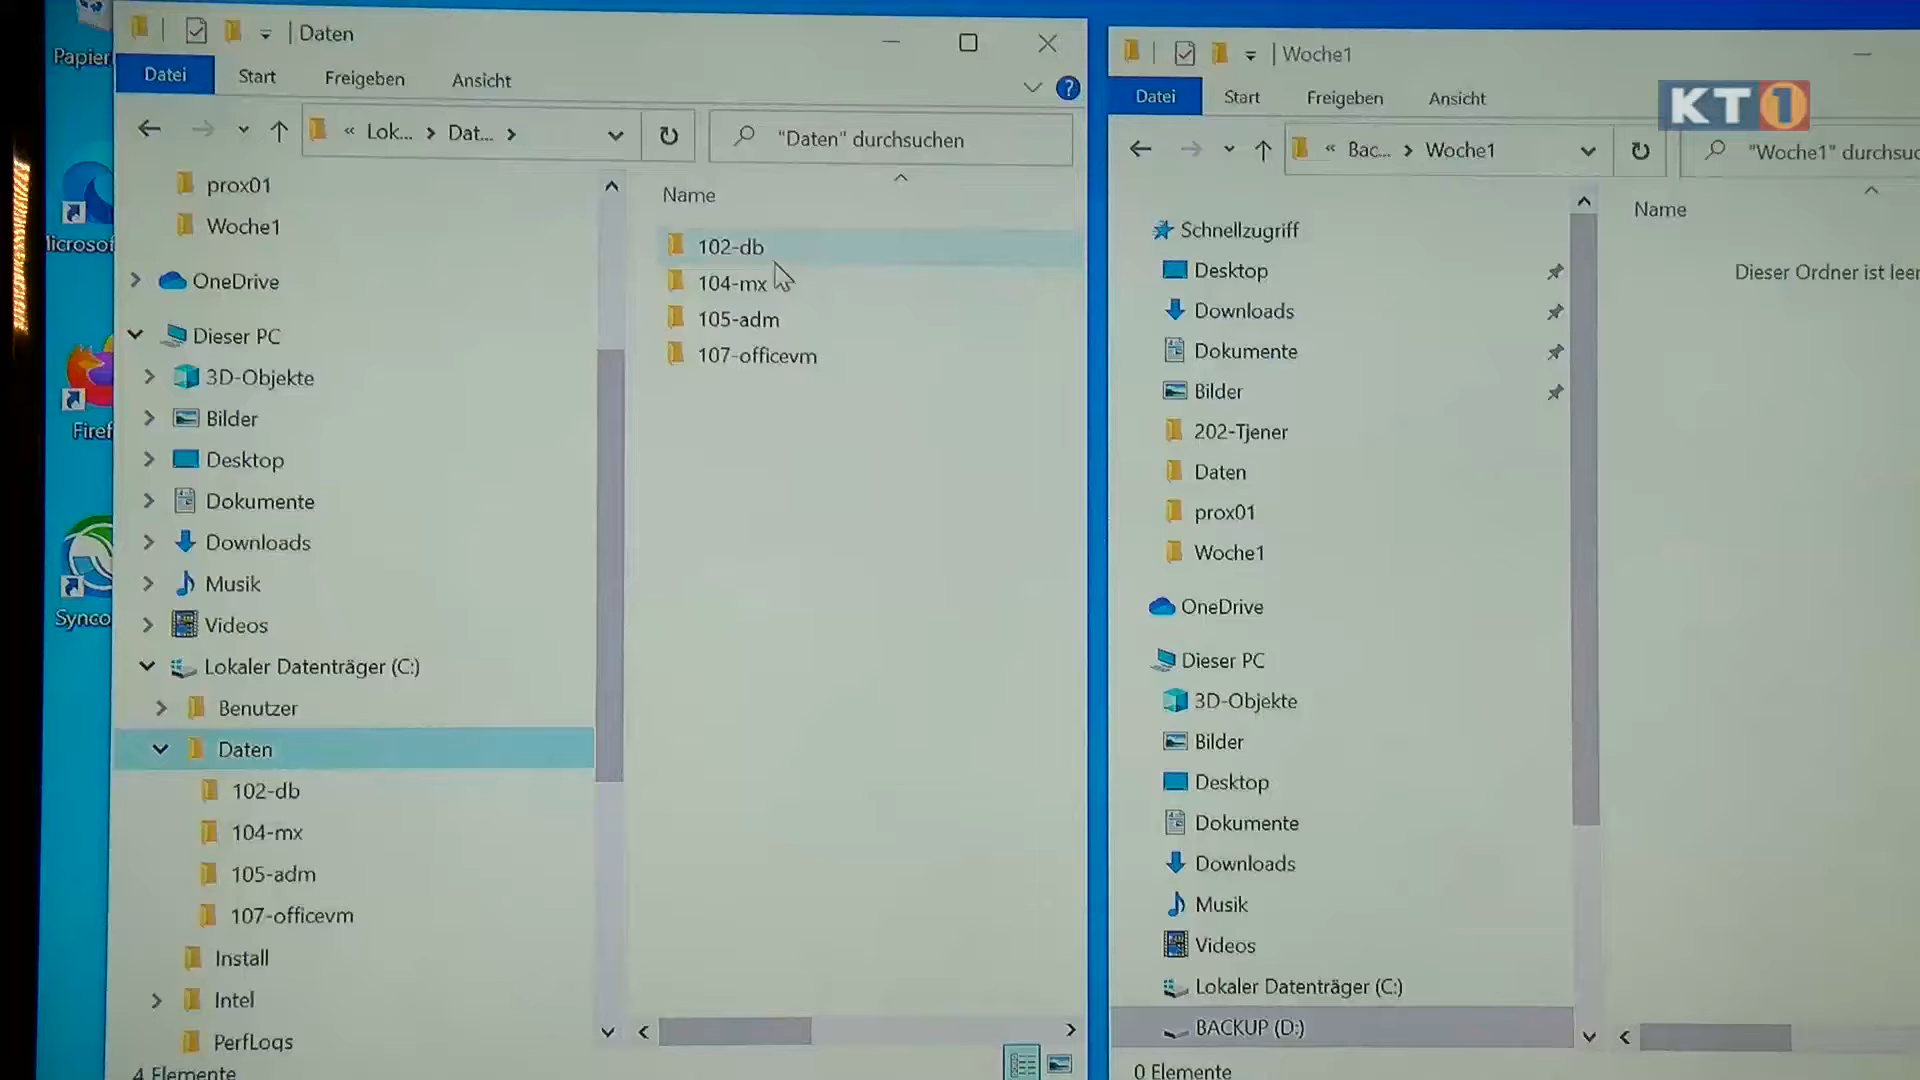 Papier
Microsof
Firef
Synco
Daten
Datei
Start
Freigeben
Ansicht
« Lok... > Dat... >
"Daten" durchsuchen
prox01
Woche1
OneDrive
Dieser PC
3D-Objekte
Bilder
Desktop
Dokumente
Downloads
Musik
Videos
Lokaler Datenträger (C:)
Benutzer
Daten
102-db
104-mx
105-adm
107-officevm
Install
Intel
PerfLogs
4 Elemente
Name
102-db
104-mx
105-adm
107-officevm
Woche1
Datei
Start
Freigeben
Ansicht
KT1
« Bac... > Woche1
"Woche1" durchsuc
Schnellzugriff
Desktop
Downloads
Dokumente
Bilder
202-Tjener
Daten
prox01
Woche1
OneDrive
Dieser PC
3D-Objekte
Bilder
Desktop
Dokumente
Downloads
Musik
Videos
Lokaler Datenträger (C:)
BACKUP (D:)
0 Elemente
Name
Dieser Ordner ist leer